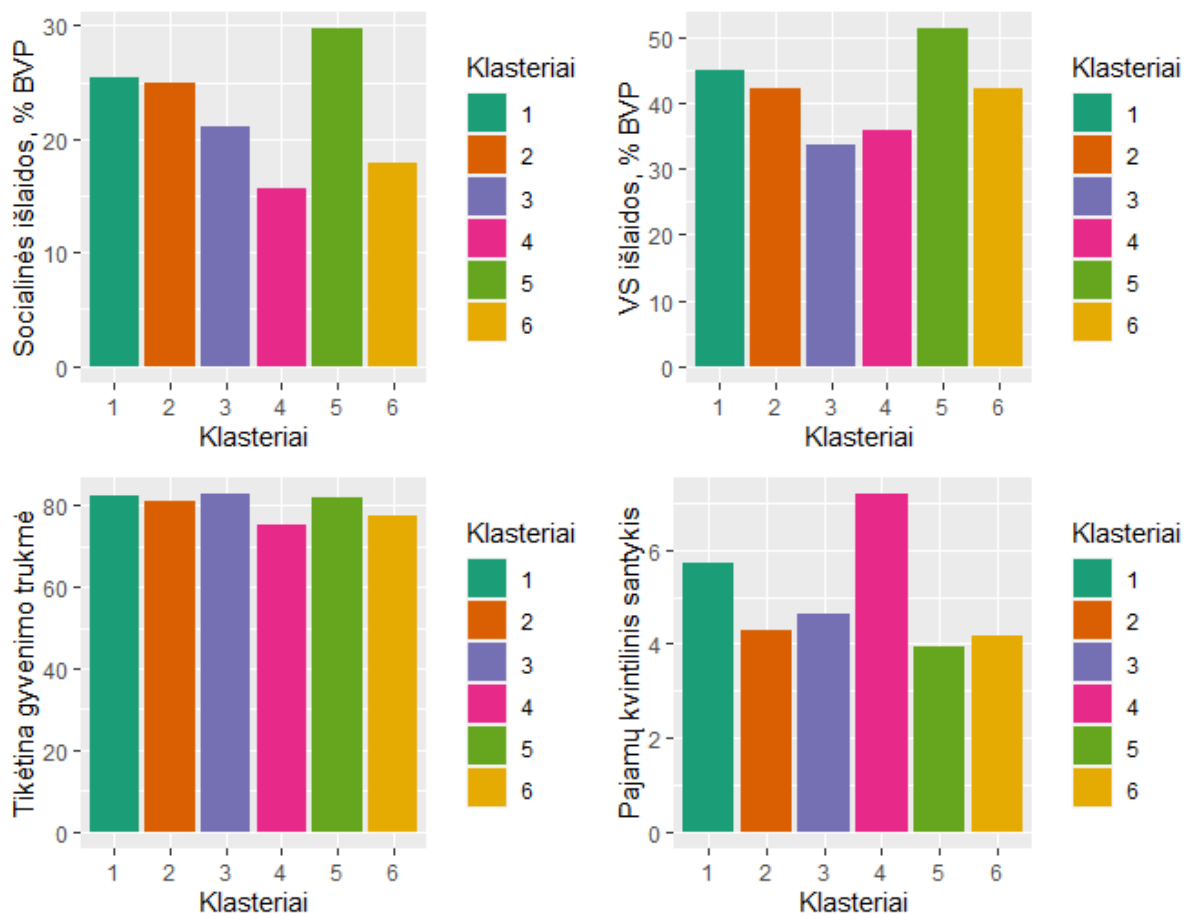 Socialinės išlaidos, % BVP
30
20
10
0
1 2 3 4 5 6
Klasteriai
Klasteriai
1
2
3
4
5
6
VS išlaidos, % BVP
50
40
30
20
10
0
1 2 3 4 5 6
Klasteriai
Klasteriai
1
2
3
4
5
6
Tikėtina gyvenimo trukmė
80
60
40
20
0
1 2 3 4 5 6
Klasteriai
Klasteriai
1
2
3
4
5
6
Pajamų kvintilinis santykis
6
4
2
0
1 2 3 4 5 6
Klasteriai
Klasteriai
1
2
3
4
5
6